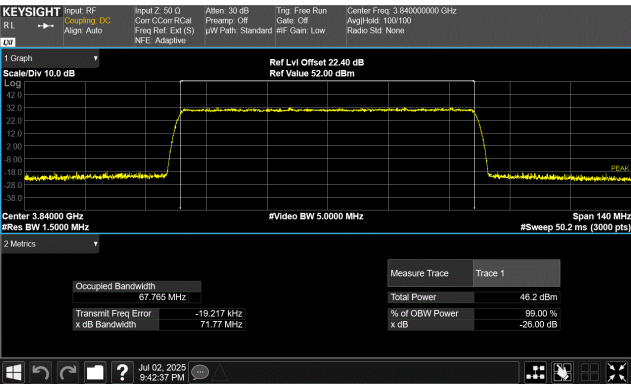 KEYSIGHT Input: RF Input Z: 50 Ω Atten: 30 dB Trig: Free Run Center Freq: 3.840000000 GHz
RL Coupling: DC Corr CCorr RCal Preamp: Off Gate: Off Avg|Hold: 100/100
Align: Auto Freq Ref: Ext (S) µW Path: Standard #IF Gain: Low Radio Std: None
LXI NFE: Adaptive
1 Graph
Ref Lvl Offset 22.40 dB
Scale/Div 10.0 dB Ref Value 52.00 dBm
Log
42.0
32.0
22.0
12.0
2.00
-8.00
-18.0 PEAK
-28.0
-38.0
Center 3.84000 GHz #Video BW 5.0000 MHz Span 140 MHz
#Res BW 1.5000 MHz #Sweep 50.2 ms (3000 pts)
2 Metrics
Measure Trace Trace 1
Occupied Bandwidth
67.765 MHz Total Power 46.2 dBm
Transmit Freq Error -19.217 kHz % of OBW Power 99.00 %
x dB Bandwidth 71.77 MHz x dB -26.00 dB
? Jul 02, 2025
9:42:37 PM